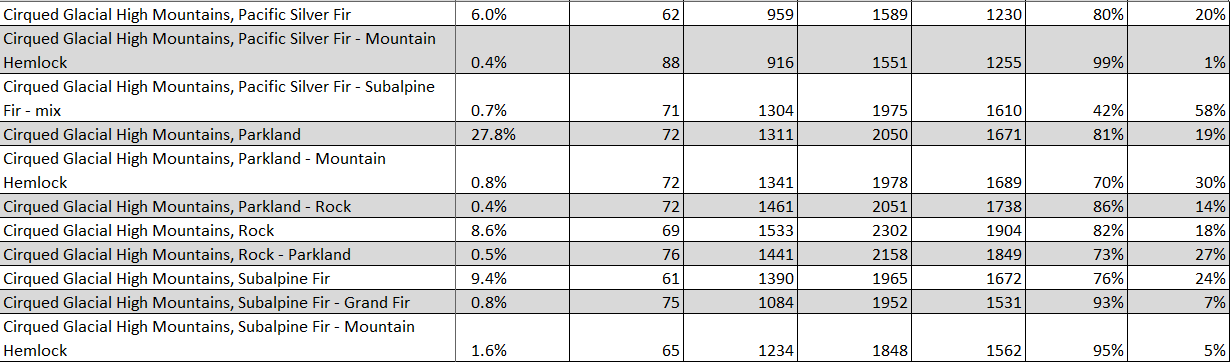 Cirqued Glacial High Mountains, Pacific Silver Fir 6.0% 62 959 1589 1230 80% 20%
Cirqued Glacial High Mountains, Pacific Silver Fir - Mountain
Hemlock 0.4% 88 916 1551 1255 99% 1%
Cirqued Glacial High Mountains, Pacific Silver Fir - Subalpine
Fir - mix 0.7% 71 1304 1975 1610 42% 58%
Cirqued Glacial High Mountains, Parkland 27.8% 72 1311 2050 1671 81% 19%
Cirqued Glacial High Mountains, Parkland - Mountain
Hemlock 0.8% 72 1341 1978 1689 70% 30%
Cirqued Glacial High Mountains, Parkland - Rock 0.4% 72 1461 2051 1738 86% 14%
Cirqued Glacial High Mountains, Rock 8.6% 69 1533 2302 1904 82% 18%
Cirqued Glacial High Mountains, Rock - Parkland 0.5% 76 1441 2158 1849 73% 27%
Cirqued Glacial High Mountains, Subalpine Fir 9.4% 61 1390 1965 1672 76% 24%
Cirqued Glacial High Mountains, Subalpine Fir - Grand Fir 0.8% 75 1084 1952 1531 93% 7%
Cirqued Glacial High Mountains, Subalpine Fir - Mountain
Hemlock 1.6% 65 1234 1848 1562 95% 5%